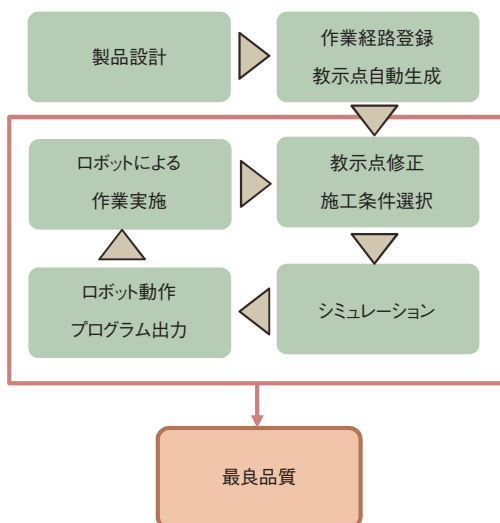 製品設計
作業経路登録
教示点自動生成
ロボットによる
作業実施
教示点修正
施工条件選択
ロボット動作
プログラム出力
シミュレーション
最良品質